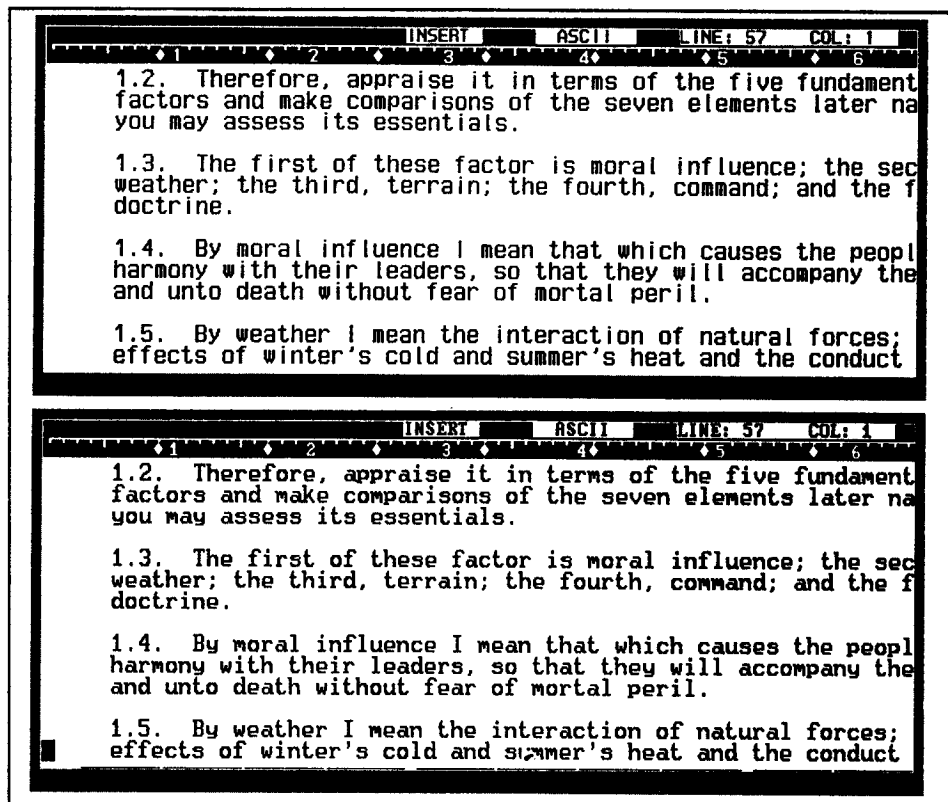 INSERT ASCII LINE: 57 COL: 1
1 2 3 4 5 6
1.2. Therefore, appraise it in terms of the five fundament
factors and make comparisons of the seven elements later na
you may assess its essentials.
1.3. The first of these factor is moral influence; the sec
weather; the third, terrain; the fourth, command; and the f
doctrine.
1.4. By moral influence I mean that which causes the peopl
harmony with their leaders, so that they will accompany the
and unto death without fear of mortal peril.
1.5. By weather I mean the interaction of natural forces;
effects of winter's cold and summer's heat and the conduct
INSERT ASCII LINE: 57 COL: 1
1 2 3 4 5 6
1.2. Therefore, appraise it in terms of the five fundament
factors and make comparisons of the seven elements later na
you may assess its essentials.
1.3. The first of these factor is moral influence; the sec
weather; the third, terrain; the fourth, command; and the f
doctrine.
1.4. By moral influence I mean that which causes the peopl
harmony with their leaders, so that they will accompany the
and unto death without fear of mortal peril.
1.5. By weather I mean the interaction of natural forces;
effects of winter's cold and summer's heat and the conduct